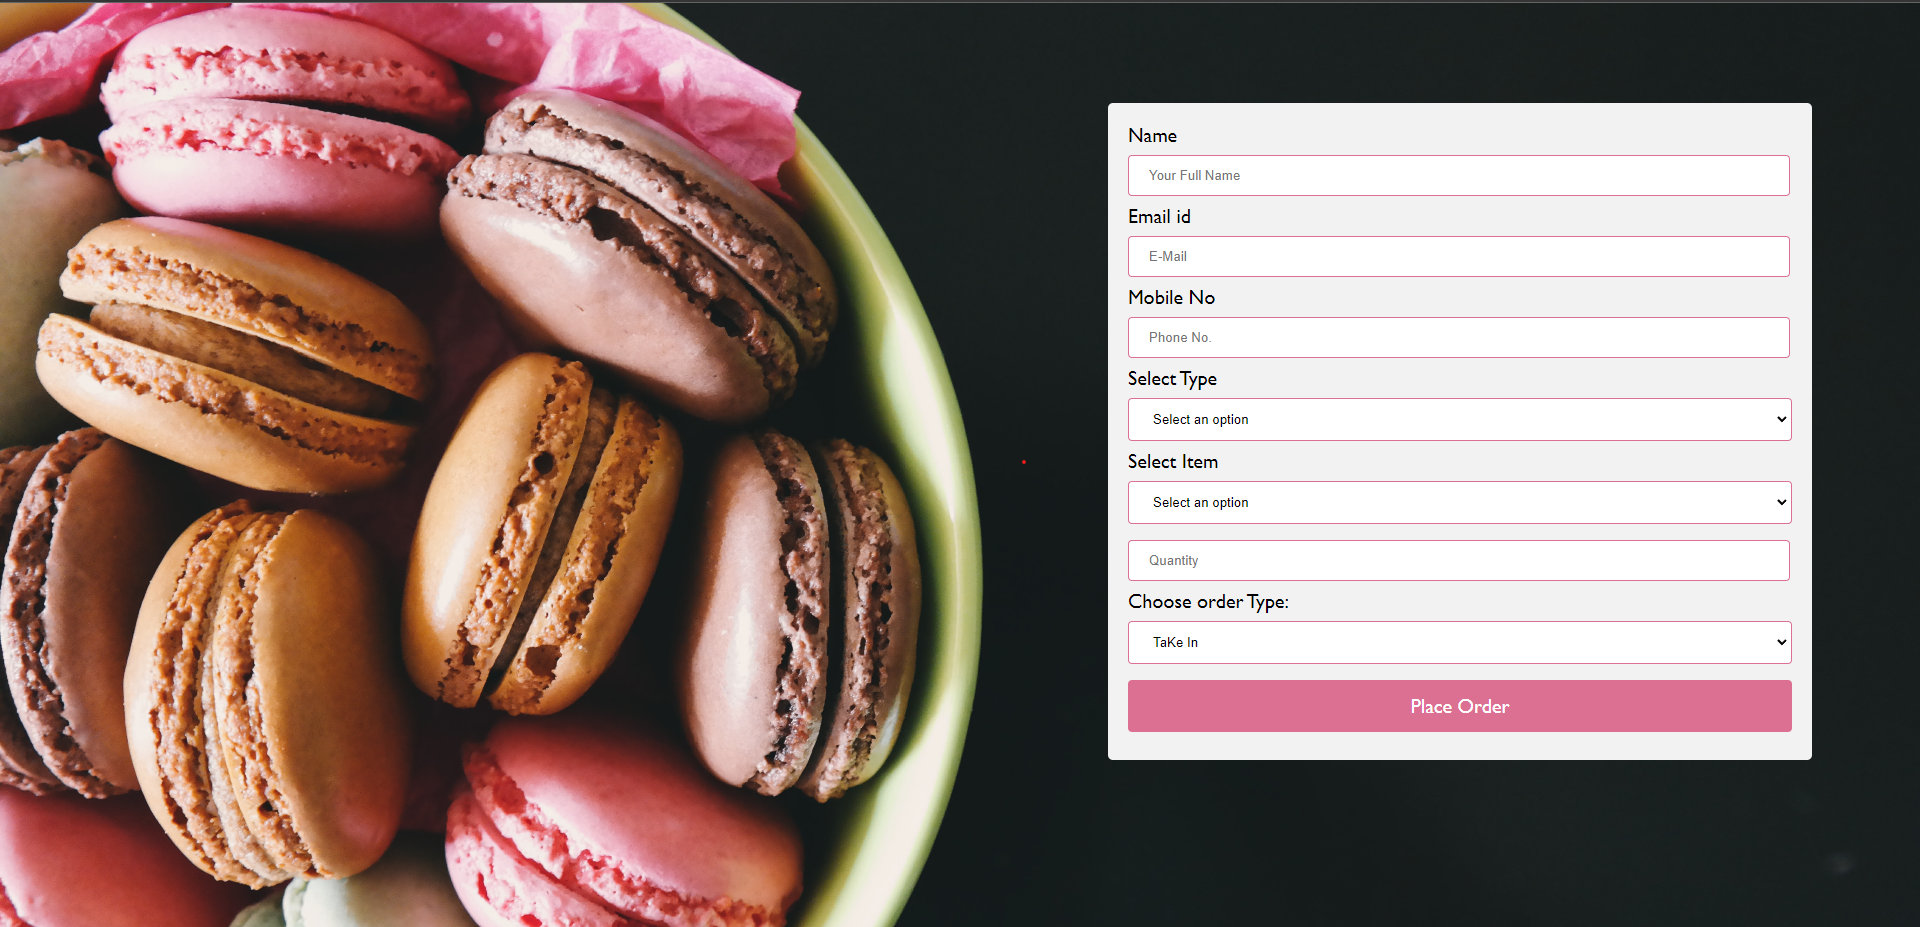 Name
Your Full Name
Email id
E-Mail
Mobile No
Phone No.
Select Type
Select an option
Select Item
Select an option
Quantity
Choose order Type:
TaKe In
Place Order